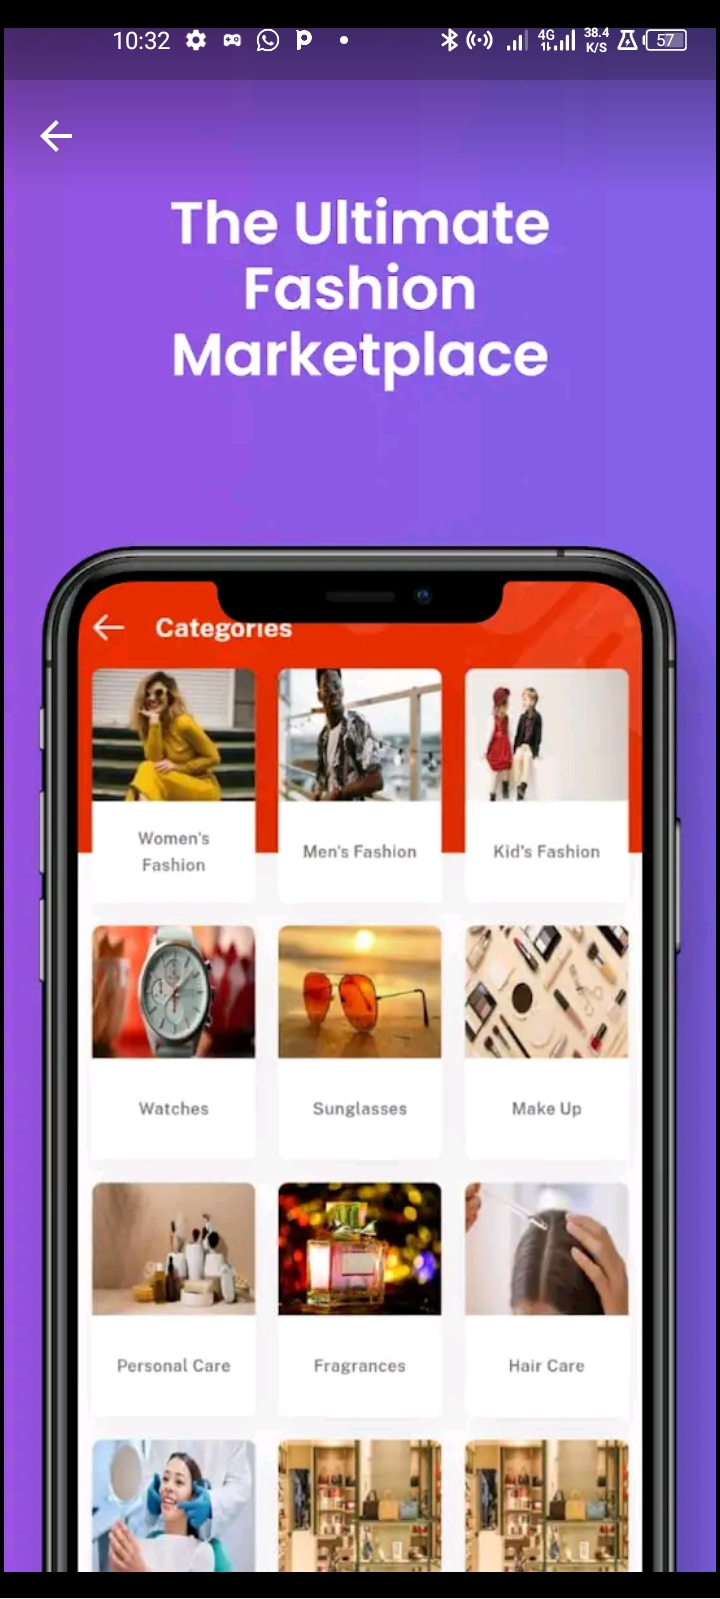 10:32 4G 38.4 K/S 57
The Ultimate
Fashion
Marketplace
Categories
Women's
Fashion
Men's Fashion
Kid's Fashion
Watches
Sunglasses
Make Up
Personal Care
Fragrances
Hair Care